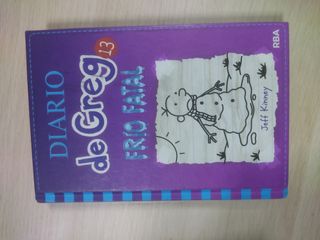 DIARIO
de Greg 13
FRÍO FATAL
Jeff Kinney
RBA